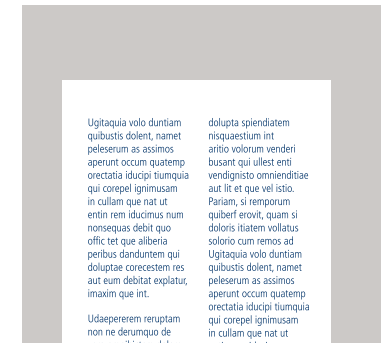 Ugitaquia volo duntiam
quibustis dolent, namet
peleserum as assimos
aperunt occum quatemp
orectatia iducipi tiumquia
qui corepel ignimusam
in cullam que nat ut
entin rem iducimus num
nonsequas debit quo
offic tet que aliberia
peribus danduntem qui
doluptae corecestem res
aut eum debitat explatur,
imaxim que int.
Udaepererem reruptam
non ne derumquo de
dolupta spiendiatem
nisquaestium int
aritio volorum venderi
busant qui ullest enti
vendignisto omnienditiae
aut lit et que vel istio.
Pariam, si remporum
quiberf erovit, quam si
doloris itiatem vollatus
solorio cum remos ad
Ugitaquia volo duntiam
quibustis dolent, namet
peleserum as assimos
aperunt occum quatemp
orectatia iducipi tiumquia
qui corepel ignimusam
in cullam que nat ut